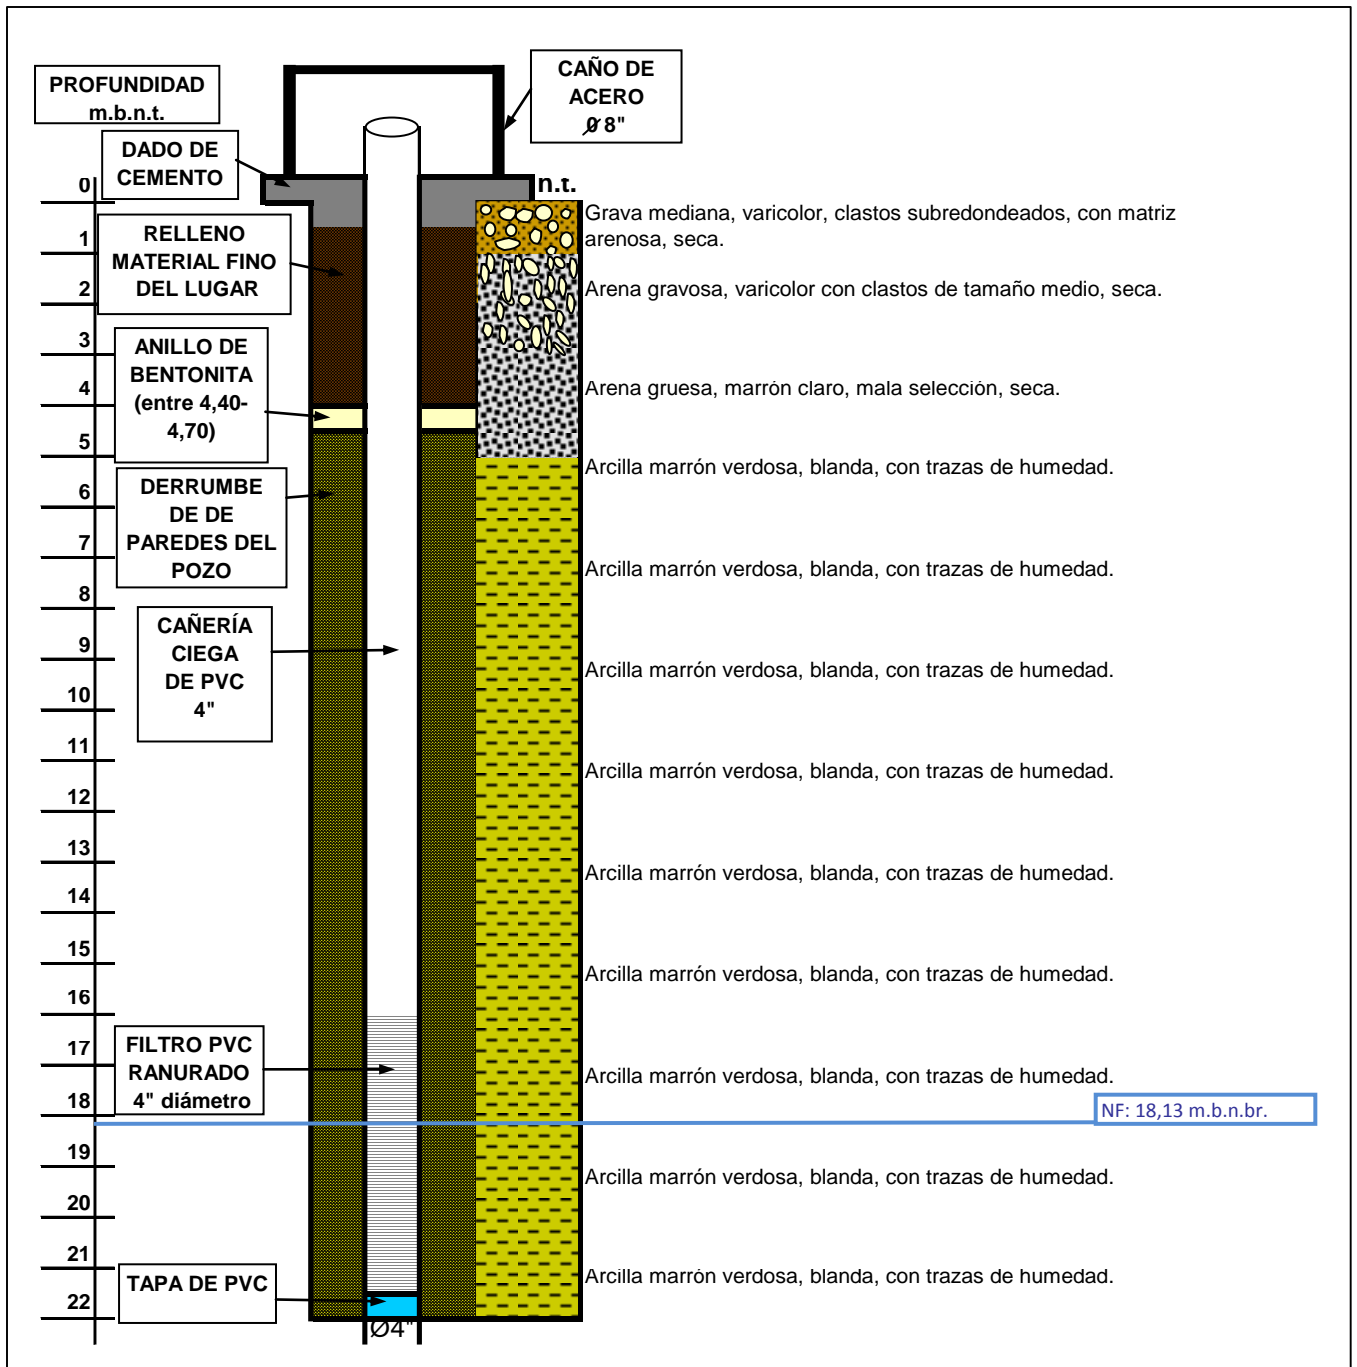 PROFUNDIDAD
m.b.n.t.
CAÑO DE
ACERO
Ø 8"
DADO DE
CEMENTO
n.t.
0
1
2
3
4
5
6
7
8
9
10
11
12
13
14
15
16
17
18
19
20
21
22
RELLENO
MATERIAL FINO
DEL LUGAR
ANILLO DE
BENTONITA
(entre 4,40-
4,70)
DERRUMBE
DE DE
PAREDES DEL
POZO
CAÑERÍA
CIEGA
DE PVC
4"
FILTRO PVC
RANURADO
4" diámetro
TAPA DE PVC
Ø4"
Grava mediana, varicolor, clastos subredondeados, con matriz
arenosa, seca.
Arena gravosa, varicolor con clastos de tamaño medio, seca.
Arena gruesa, marrón claro, mala selección, seca.
Arcilla marrón verdosa, blanda, con trazas de humedad.
Arcilla marrón verdosa, blanda, con trazas de humedad.
Arcilla marrón verdosa, blanda, con trazas de humedad.
Arcilla marrón verdosa, blanda, con trazas de humedad.
Arcilla marrón verdosa, blanda, con trazas de humedad.
Arcilla marrón verdosa, blanda, con trazas de humedad.
Arcilla marrón verdosa, blanda, con trazas de humedad.
NF: 18,13 m.b.n.br.
Arcilla marrón verdosa, blanda, con trazas de humedad.
Arcilla marrón verdosa, blanda, con trazas de humedad.